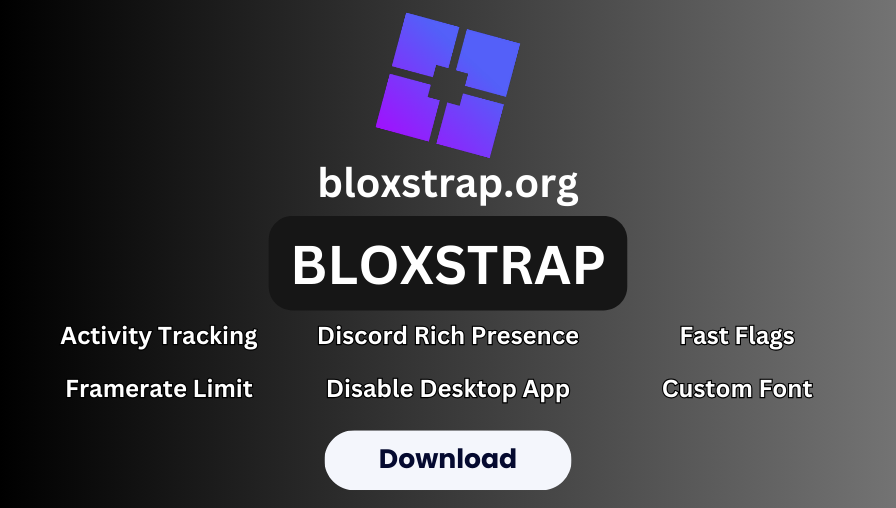 bloxstrap.org
BLOXSTRAP
Activity Tracking Discord Rich Presence Fast Flags
Framerate Limit Disable Desktop App Custom Font
Download